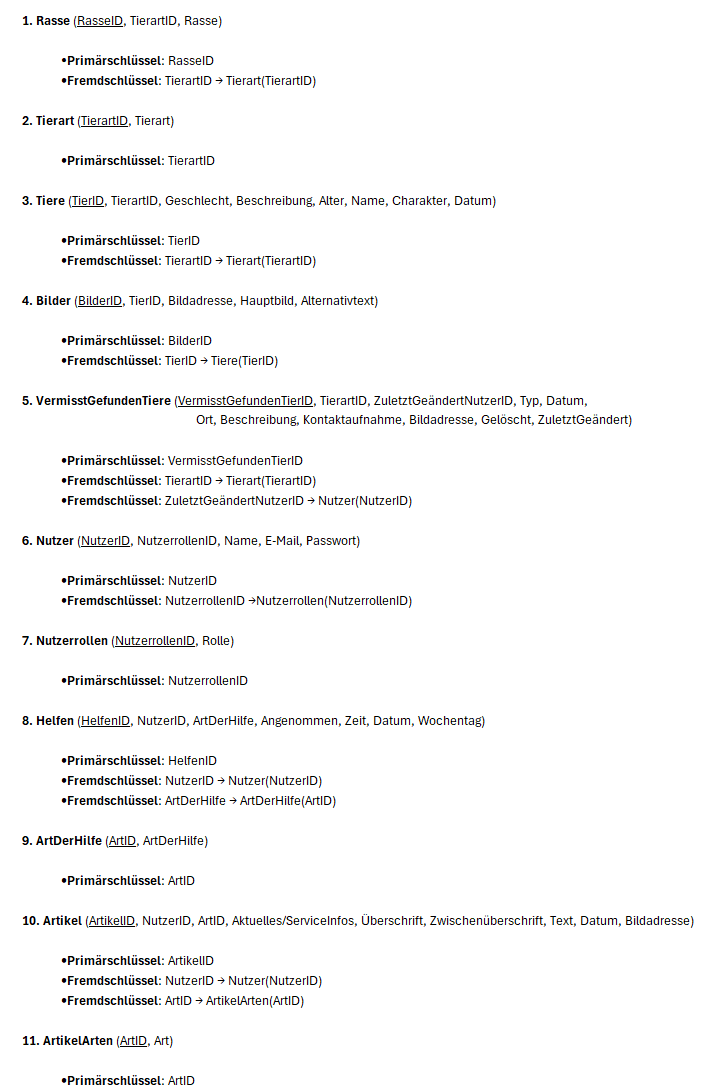 1. Rasse (RasseID, TierartID, Rasse)
•Primärschlüssel: RasseID
•Fremdschlüssel: TierartID → Tierart(TierartID)
2. Tierart (TierartID, Tierart)
•Primärschlüssel: TierartID
3. Tiere (TierID, TierartID, Geschlecht, Beschreibung, Alter, Name, Charakter, Datum)
•Primärschlüssel: TierID
•Fremdschlüssel: TierartID → Tierart(TierartID)
4. Bilder (BilderID, TierID, Bildadresse, Hauptbild, Alternativtext)
•Primärschlüssel: BilderID
•Fremdschlüssel: TierID → Tiere(TierID)
5. VermisstGefundenTiere (VermisstGefundenTierID, TierartID, ZuletztGeändertNutzerID, Typ, Datum,
Ort, Beschreibung, Kontaktaufnahme, Bildadresse, Gelöscht, ZuletztGeändert)
•Primärschlüssel: VermisstGefundenTierID
•Fremdschlüssel: TierartID → Tierart(TierartID)
•Fremdschlüssel: ZuletztGeändertNutzerID → Nutzer(NutzerID)
6. Nutzer (NutzerID, NutzerrollenID, Name, E-Mail, Passwort)
•Primärschlüssel: NutzerID
•Fremdschlüssel: NutzerrollenID →Nutzerrollen(NutzerrollenID)
7. Nutzerrollen (NutzerrollenID, Rolle)
•Primärschlüssel: NutzerrollenID
8. Helfen (HelfenID, NutzerID, ArtDerHilfe, Angenommen, Zeit, Datum, Wochentag)
•Primärschlüssel: HelfenID
•Fremdschlüssel: NutzerID → Nutzer(NutzerID)
•Fremdschlüssel: ArtDerHilfe → ArtDerHilfe(ArtID)
9. ArtDerHilfe (ArtID, ArtDerHilfe)
•Primärschlüssel: ArtID
10. Artikel (ArtikelID, NutzerID, ArtID, Aktuelles/ServiceInfos, Überschrift, Zwischenüberschrift, Text, Datum, Bildadresse)
•Primärschlüssel: ArtikelID
•Fremdschlüssel: NutzerID → Nutzer(NutzerID)
•Fremdschlüssel: ArtID → ArtikelArten(ArtID)
11. ArtikelArten (ArtID, Art)
•Primärschlüssel: ArtID